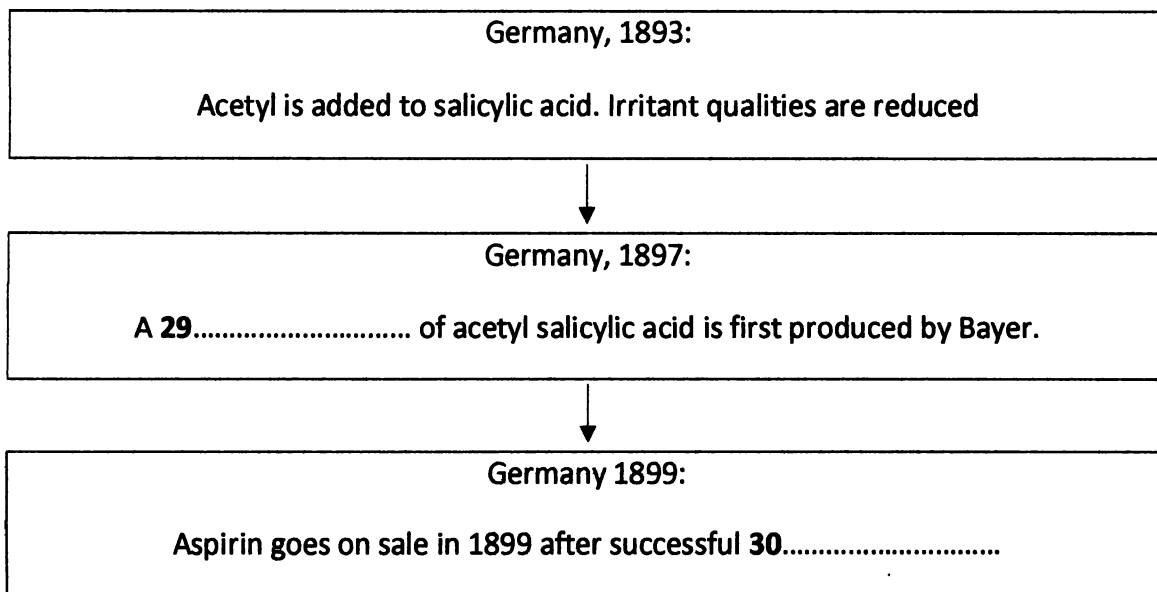 Germany, 1893:
Acetyl is added to salicylic acid. Irritant qualities are reduced
Germany, 1897:
A 29................................ of acetyl salicylic acid is first produced by Bayer.
Germany 1899:
Aspirin goes on sale in 1899 after successful 30................................